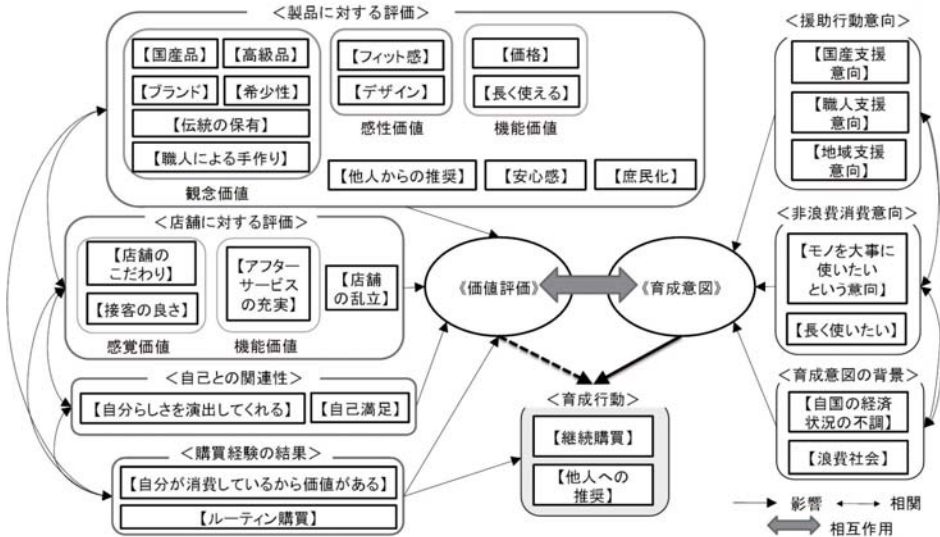 ＜製品に対する評価＞
【国産品】
【高級品】
【ブランド】
【希少性】
【伝統の保有】
【職人による手作り】
観念価値
【フィット感】
【デザイン】
感性価値
【価格】
【長く使える】
機能価値
【他人からの推奨】
【安心感】
【庶民化】
＜店舗に対する評価＞
【店舗の
こだわり】
【接客の良さ】
感覚価値
【アフター
サービス
の充実】
機能価値
【店舗
の乱立】
＜自己との関連性＞
【自分らしさを演出してくれる】
【自己満足】
＜購買経験の結果＞
【自分が消費しているから価値がある】
【ルーティン購買】
《価値評価》
《育成意図》
＜育成行動＞
【継続購買】
【他人への
推奨】
＜援助行動意向＞
【国産支援
意向】
【職人支援
意向】
【地域支援
意向】
＜非浪費消費意向＞
【モノを大事に
使いたい
という意向】
【長く使いたい】
＜育成意図の背景＞
【自国の経済
状況の不調】
【浪費社会】
影響
相関
相互作用